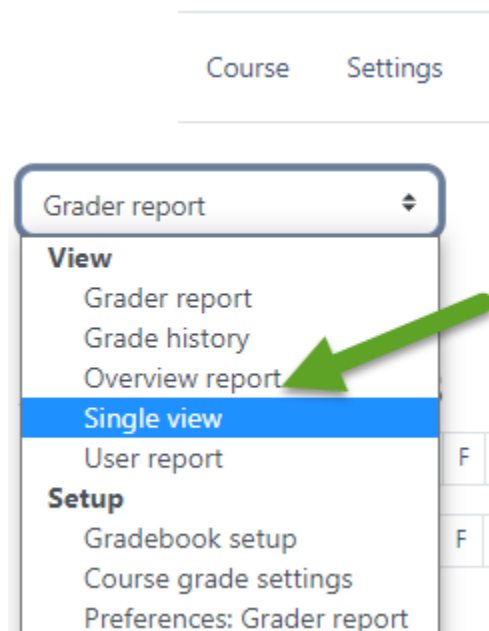 Course Settings
Grader report
View
Grader report
Grade history
Overview report
Single view
User report
F
Setup
Gradebook setup
F
Course grade settings
Preferences: Grader report